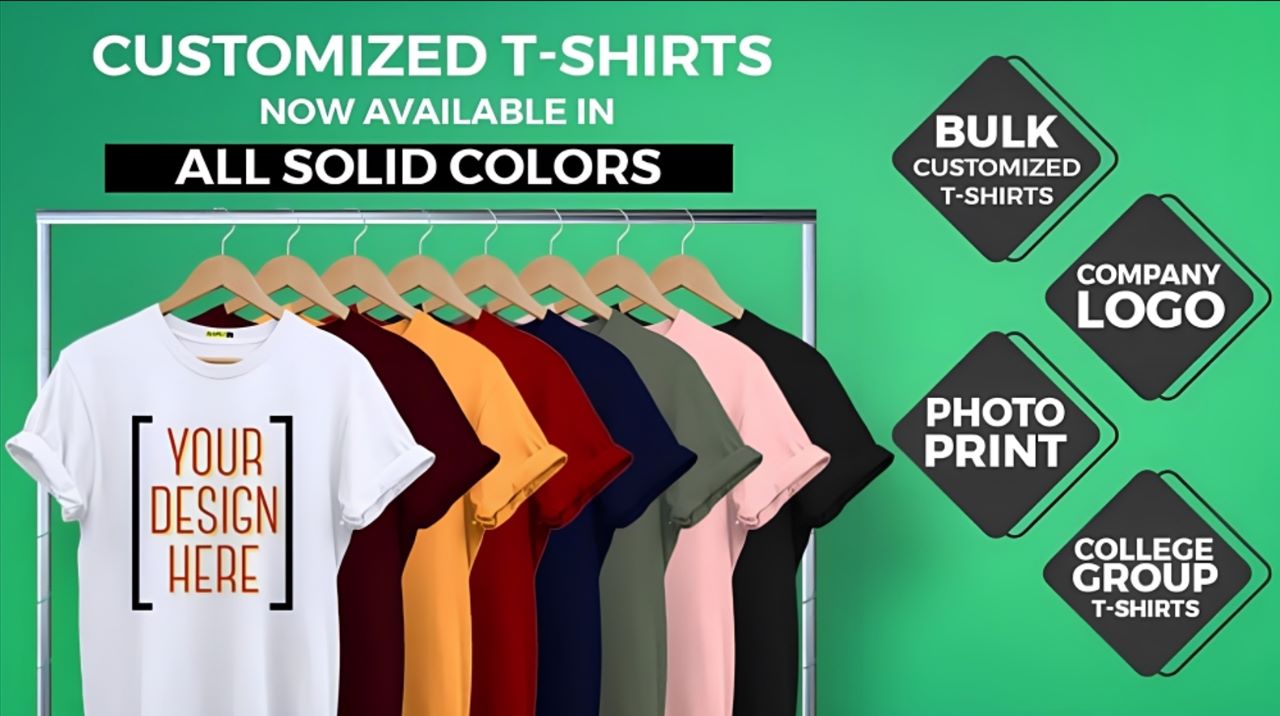 CUSTOMIZED T-SHIRTS
NOW AVAILABLE IN
ALL SOLID COLORS
YOUR
DESIGN
HERE
BULK
CUSTOMIZED
T-SHIRTS
COMPANY
LOGO
PHOTO
PRINT
COLLEGE
GROUP
T-SHIRTS